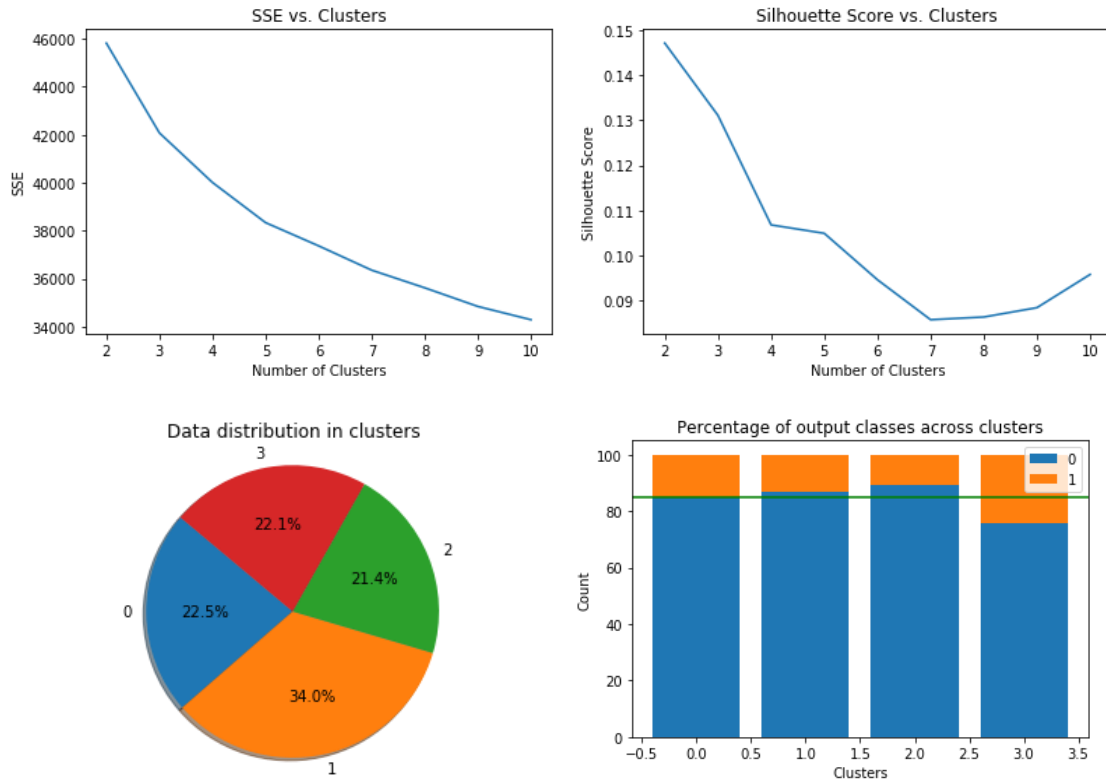 SSE vs. Clusters
46000
44000
42000
40000
38000
36000
34000
SSE
2 3 4 5 6 7 8 9 10
Number of Clusters
Silhouette Score vs. Clusters
0.15
0.14
0.13
0.12
0.11
0.10
0.09
Silhouette Score
2 3 4 5 6 7 8 9 10
Number of Clusters
Data distribution in clusters
3
22.1%
2
21.4%
0
22.5%
34.0%
1
Percentage of output classes across clusters
100
80
60
40
20
0
Count
0
1
−0.5 0.0 0.5 1.0 1.5 2.0 2.5 3.0 3.5
Clusters